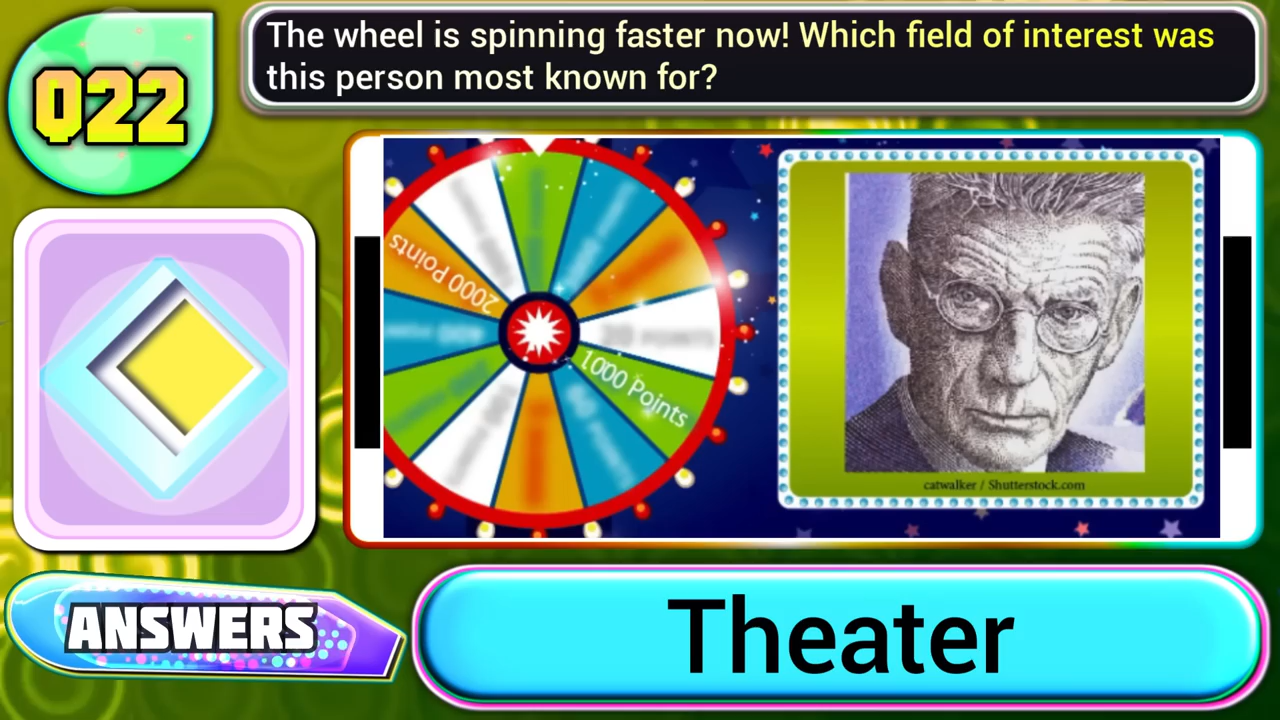 Q22
The wheel is spinning faster now! Which field of interest was
this person most known for?
2000 Points
1000 Points
catwalker / Shutterstock.com
ANSWERS
Theater